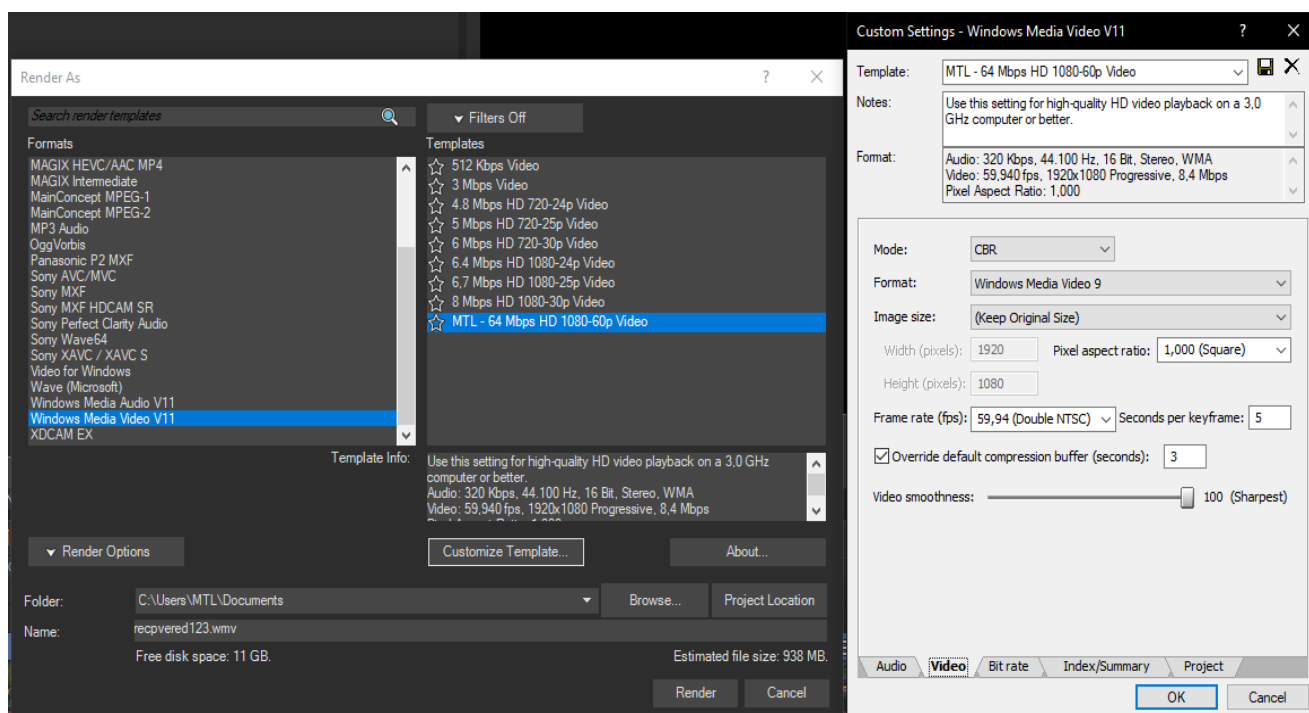 Render As
?
Search render templates
Filters Off
Formats
Templates
MAGIX HEVC/AAC MP4
MAGIX Intermediate
MainConcept MPEG-1
MainConcept MPEG-2
MP3 Audio
OggVorbis
Panasonic P2 MXF
Sony AVC/MVC
Sony MXF
Sony MXF HDCAM SR
Sony Perfect Clarity Audio
Sony Wave64
Sony XAVC / XAVC S
Video for Windows
Wave (Microsoft)
Windows Media Audio V11
Windows Media Video V11
XDCAM EX
512 Kbps Video
3 Mbps Video
4.8 Mbps HD 720-24p Video
5 Mbps HD 720-25p Video
6 Mbps HD 720-30p Video
6.4 Mbps HD 1080-24p Video
6,7 Mbps HD 1080-25p Video
8 Mbps HD 1080-30p Video
MTL - 64 Mbps HD 1080-60p Video
Template Info:
Use this setting for high-quality HD video playback on a 3,0 GHz
computer or better.
Audio: 320 Kbps, 44.100 Hz, 16 Bit, Stereo, WMA
Video: 59,940 fps, 1920x1080 Progressive, 8,4 Mbps
Render Options
Customize Template...
About...
Folder:
C:\Users\MTL\Documents
Browse...
Project Location
Name:
recpvered123.wmv
Free disk space: 11 GB.
Estimated file size: 938 MB.
Render
Cancel
Custom Settings - Windows Media Video V11
?
Template:
MTL - 64 Mbps HD 1080-60p Video
Notes:
Use this setting for high-quality HD video playback on a 3,0
GHz computer or better.
Format:
Audio: 320 Kbps, 44.100 Hz, 16 Bit, Stereo, WMA
Video: 59,940 fps, 1920x1080 Progressive, 8,4 Mbps
Pixel Aspect Ratio: 1,000
Mode:
CBR
Format:
Windows Media Video 9
Image size:
(Keep Original Size)
Width (pixels): 1920
Pixel aspect ratio: 1,000 (Square)
Height (pixels): 1080
Frame rate (fps): 59,94 (Double NTSC)
Seconds per keyframe: 5
Override default compression buffer (seconds): 3
Video smoothness:
100 (Sharpest)
Audio
Video
Bit rate
Index/Summary
Project
OK
Cancel